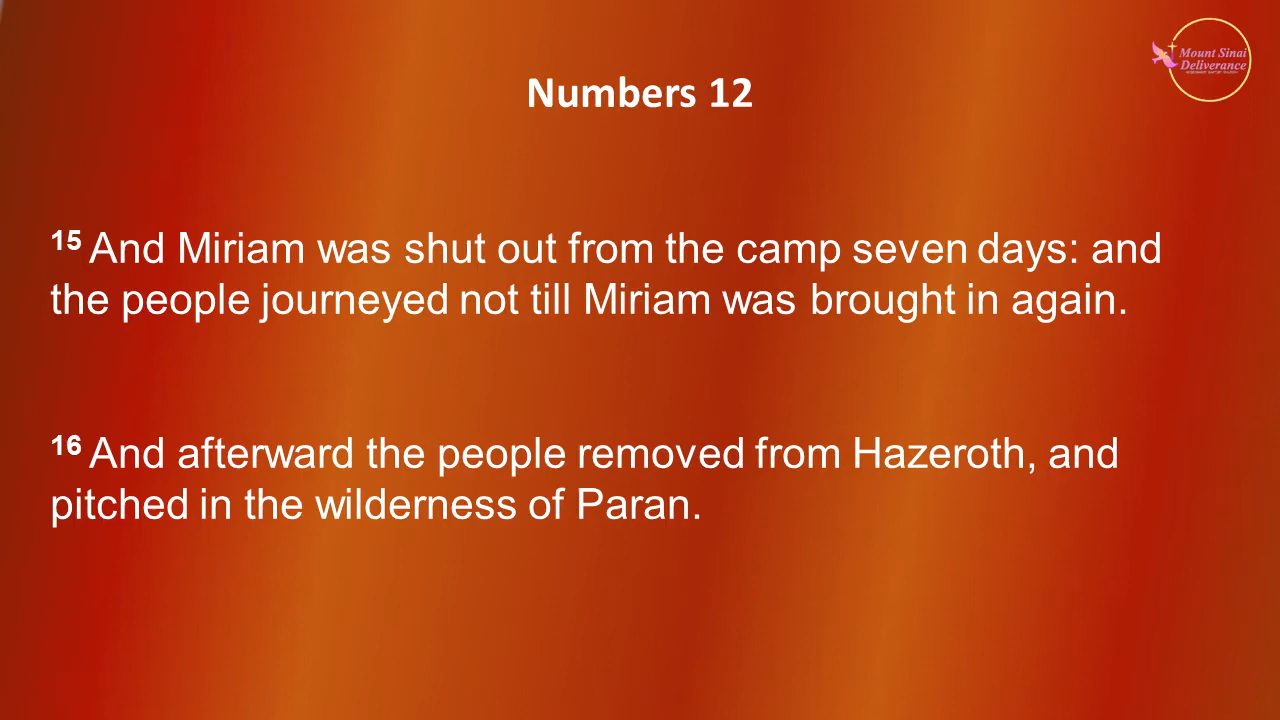 Mount Sinai
Deliverance
Numbers 12
15 And Miriam was shut out from the camp seven days: and
the people journeyed not till Miriam was brought in again.
16 And afterward the people removed from Hazeroth, and
pitched in the wilderness of Paran.